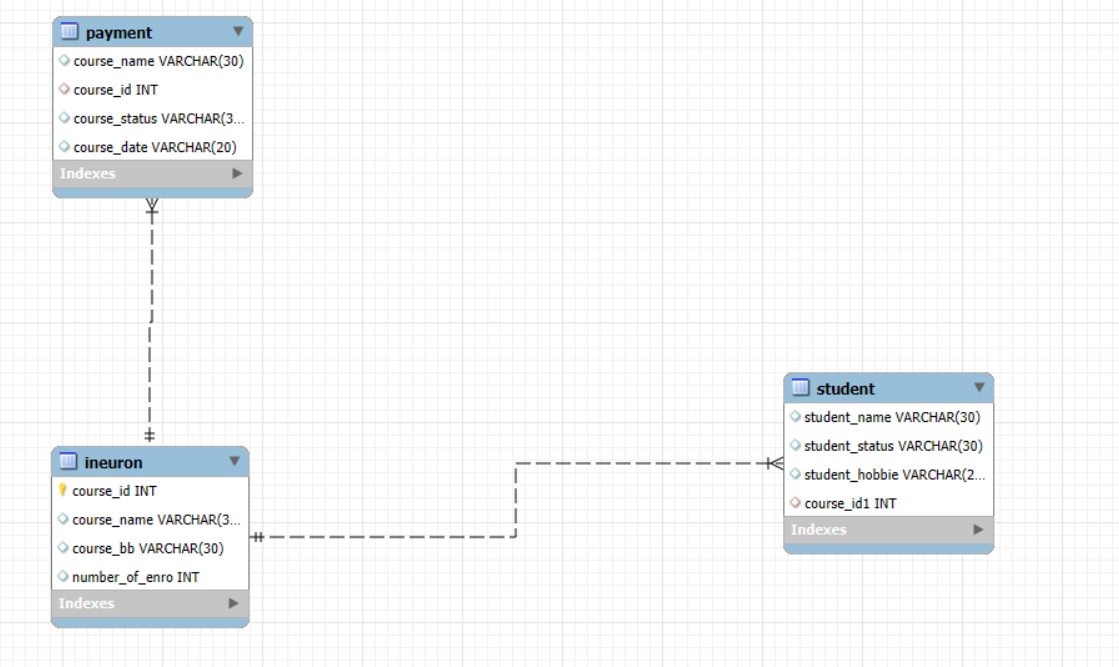 payment
course_name VARCHAR(30)
course_id INT
course_status VARCHAR(3...
course_date VARCHAR(20)
Indexes
ineuron
course_id INT
course_name VARCHAR(3...
course_bb VARCHAR(30)
number_of_enro INT
Indexes
student
student_name VARCHAR(30)
student_status VARCHAR(30)
student_hobbie VARCHAR(2...
course_id1 INT
Indexes